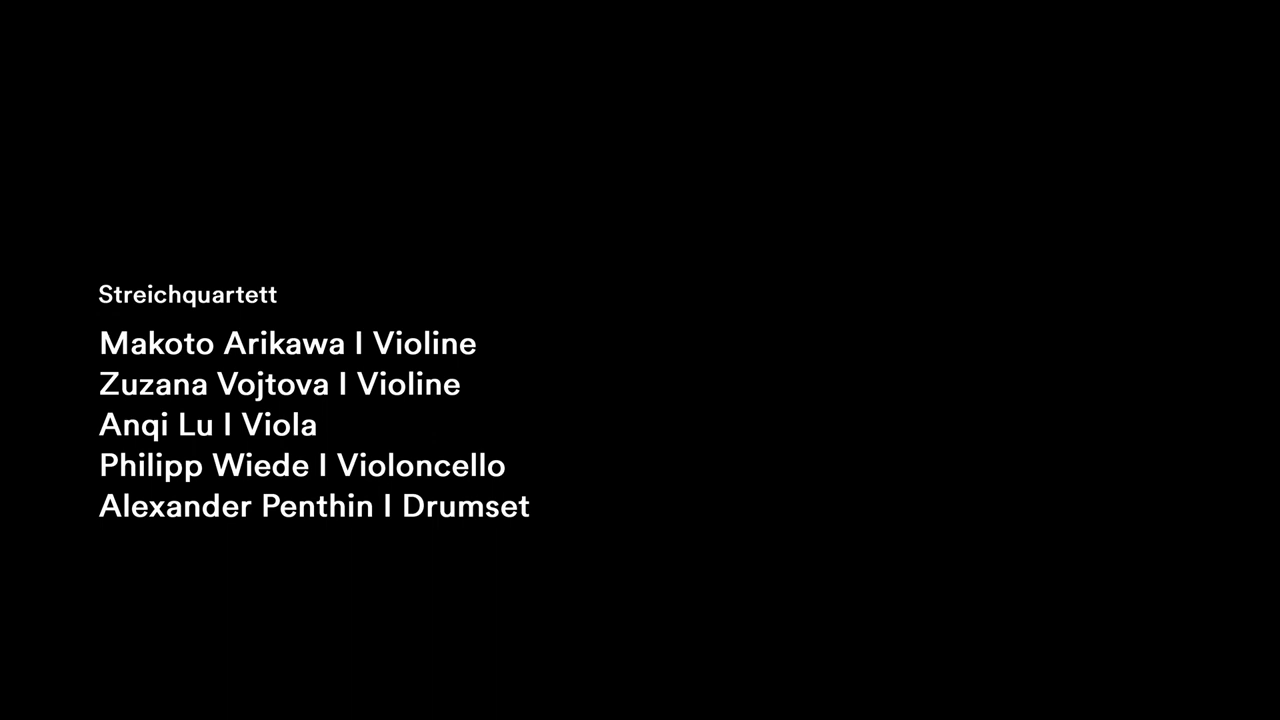 Streichquartett
Makoto Arikawa I Violine
Zuzana Vojtova I Violine
Anqi Lu I Viola
Philipp Wiede I Violoncello
Alexander Penthin I Drumset